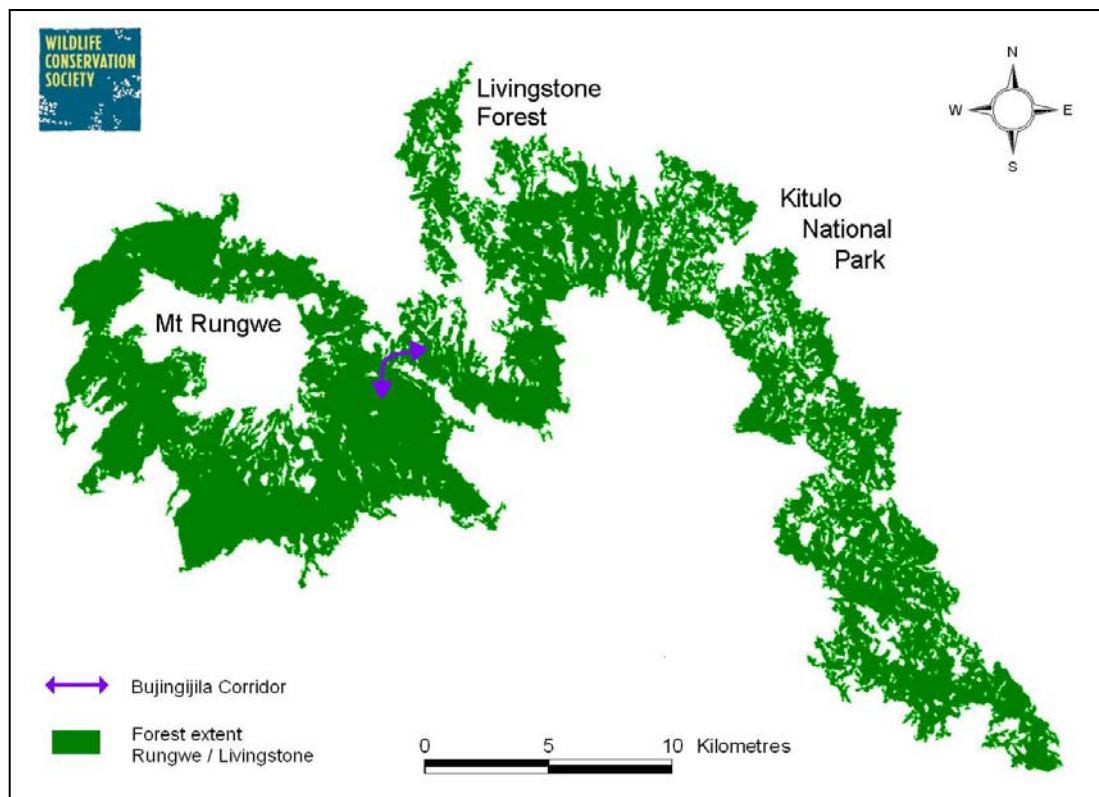 WILDLIFE
CONSERVATION
SOCIETY
Livingstone
Forest
N
W
E
S
Kitulo
National
Park
Mt Rungwe
Bujingijila Corridor
Forest extent
Rungwe / Livingstone
0 5 10 Kilometres